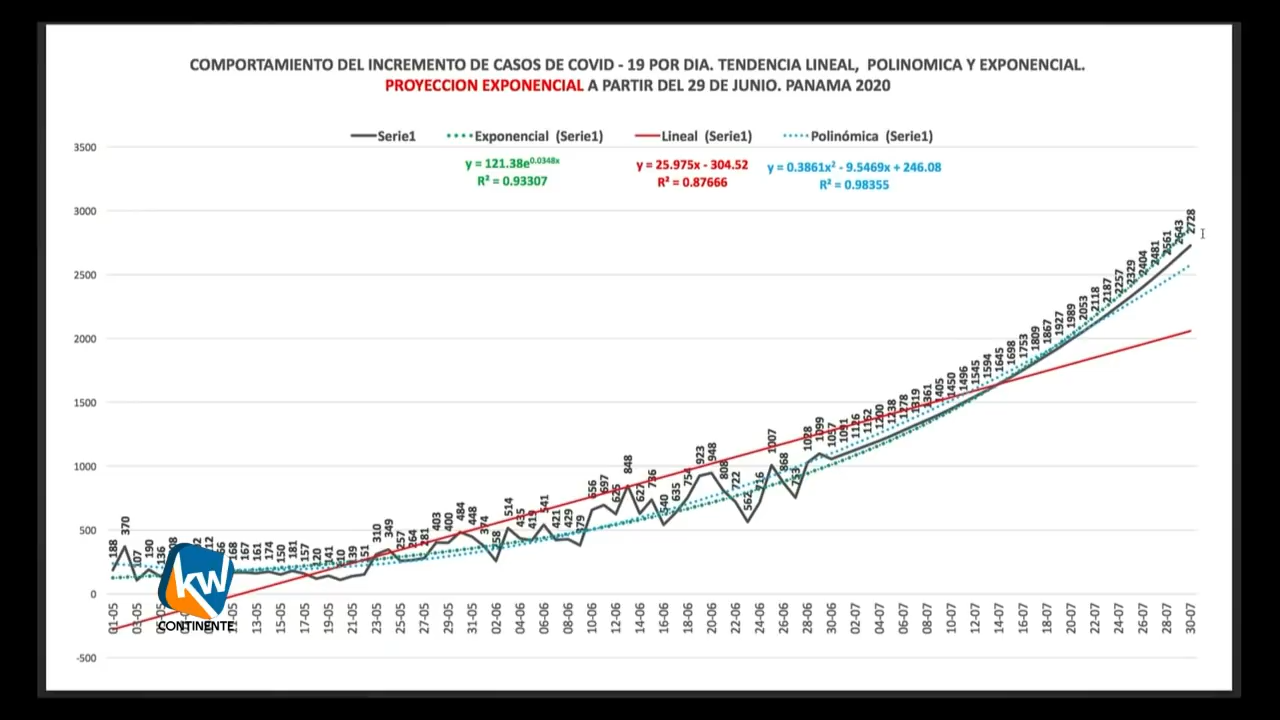 COMPORTAMIENTO DEL INCREMENTO DE CASOS DE COVID - 19 POR DIA. TENDENCIA LINEAL, POLINOMICA Y EXPONENCIAL.
PROYECCION EXPONENCIAL A PARTIR DEL 29 DE JUNIO. PANAMA 2020
Serie1 Exponencial (Serie1) Lineal (Serie1) Polinómica (Serie1)
y = 121.38e^0.0348x y = 25.975x - 304.52 y = 0.3861x² - 9.5469x + 246.08
R² = 0.93307 R² = 0.87666 R² = 0.98355
3500
3000
2500
2000
1500
1000
500
0
-500
188 370 107 190 136 168 167 161 174 150 181 157 120 141 110 139 151 310 349 257 264 281 403 400 484 448 374 258 514 435 419 541 421 429 379 656 697 625 848 627 736 540 635 754 923 948 808 722 562 716 1007 868 753 1028 1099 1057 1091 1126 1162 1200 1238 1278 1319 1361 1405 1450 1496 1545 1594 1645 1698 1753 1809 1867 1927 1989 2053 2118 2187 2257 2329 2404 2481 2561 2643 2728
01-05 03-05 13-05 15-05 17-05 19-05 21-05 23-05 25-05 27-05 29-05 31-05 02-06 04-06 06-06 08-06 10-06 12-06 14-06 16-06 18-06 20-06 22-06 24-06 26-06 28-06 30-06 02-07 04-07 06-07 08-07 10-07 12-07 14-07 16-07 18-07 20-07 22-07 24-07 26-07 28-07 30-07
kw
CONTINENTE